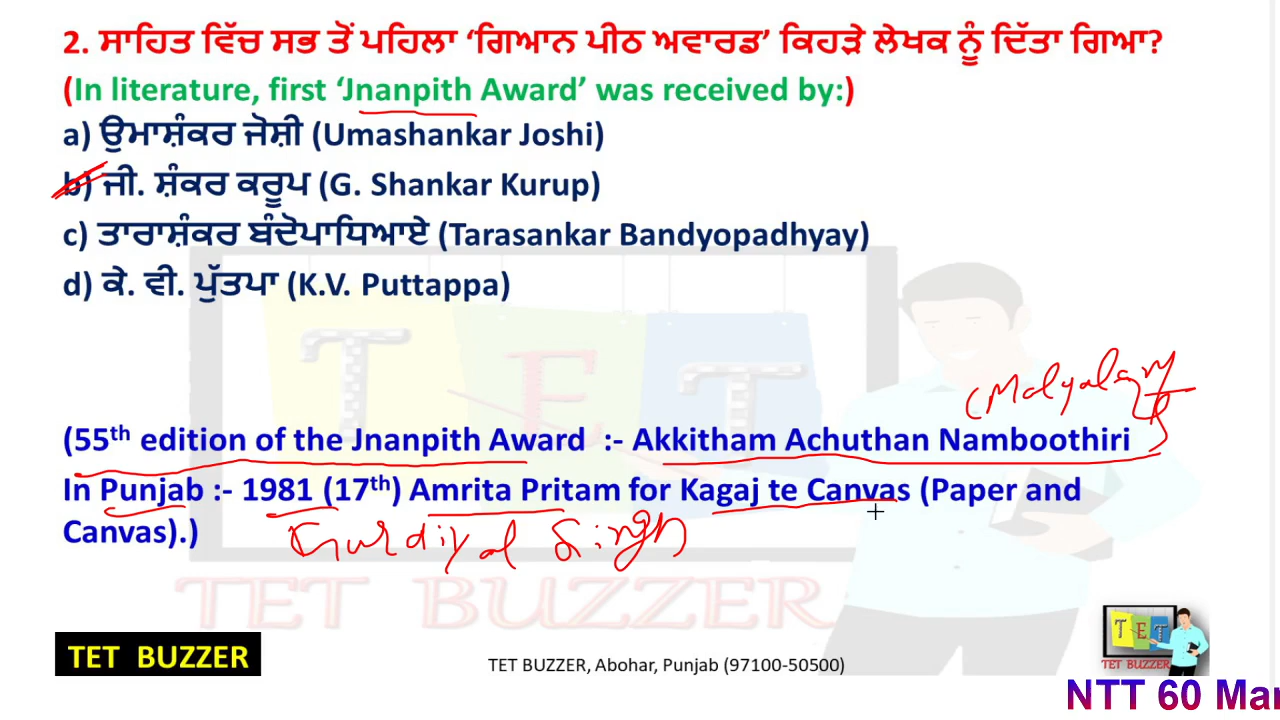 2. ਸਾਹਿਤ ਵਿੱਚ ਸਭ ਤੋਂ ਪਹਿਲਾ ‘ਗਿਆਨ ਪੀਠ ਅਵਾਰਡ’ ਕਿਹੜੇ ਲੇਖਕ ਨੂੰ ਦਿੱਤਾ ਗਿਆ?
(In literature, first ‘Jnanpith Award’ was received by:)
a) ਉਮਾਸ਼ੰਕਰ ਜੋਸ਼ੀ (Umashankar Joshi)
b) ਜੀ. ਸ਼ੰਕਰ ਕਰੂਪ (G. Shankar Kurup)
c) ਤਾਰਾਸ਼ੰਕਰ ਬੰਦੋਪਾਧਿਆਏ (Tarasankar Bandyopadhyay)
d) ਕੇ. ਵੀ. ਪੁੱਤਪਾ (K.V. Puttappa)
TET
(Malyalam)
(55th edition of the Jnanpith Award :- Akkitham Achuthan Namboothiri
In Punjab :- 1981 (17th) Amrita Pritam for Kagaj te Canvas (Paper and
Canvas).)
Gurdiyal Singh
TET BUZZER
TET BUZZER
TET BUZZER, Abohar, Punjab (97100-50500)
TET
TET BUZZER
NTT 60 Mar